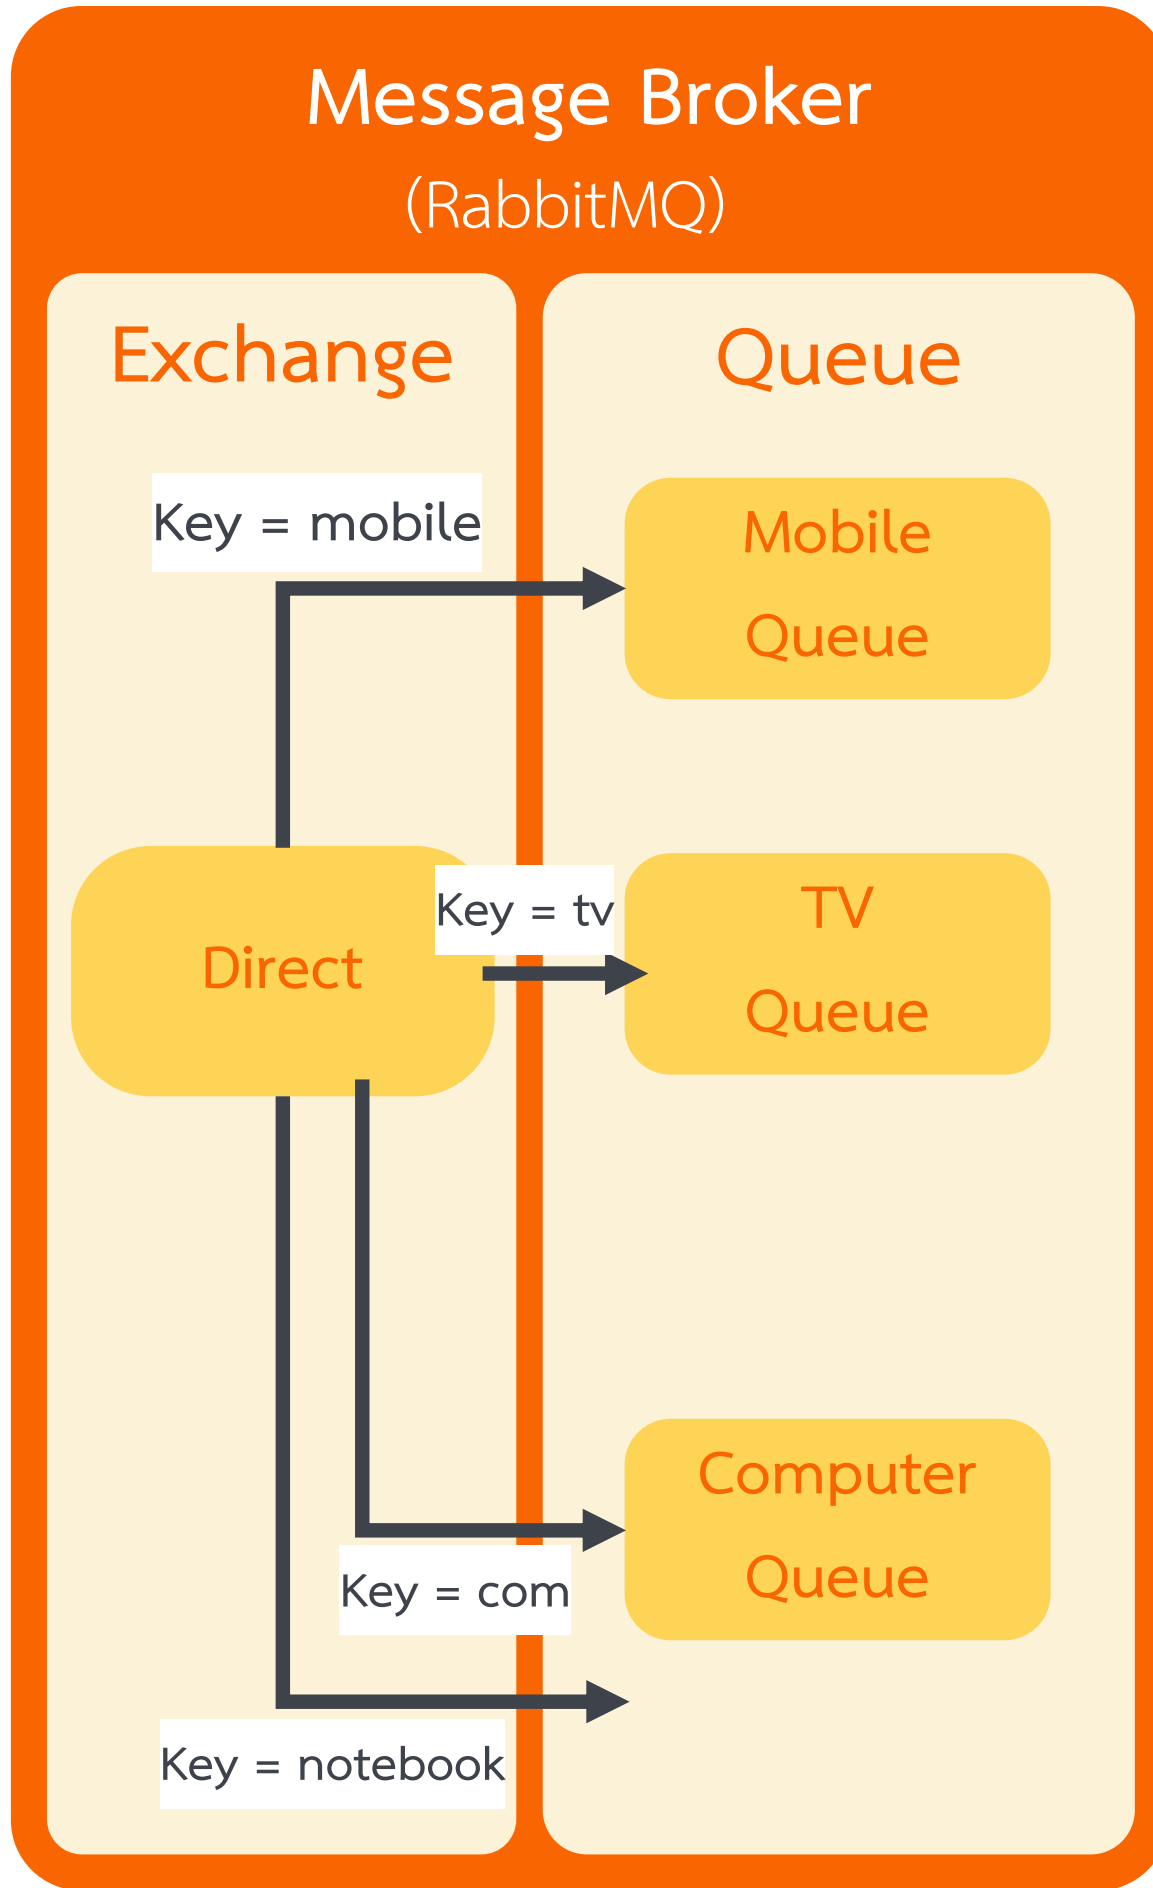 Message Broker
(RabbitMQ)
Exchange
Queue
Key = mobile
Mobile
Queue
Key = tv
TV
Queue
Direct
Computer
Queue
Key = com
Key = notebook